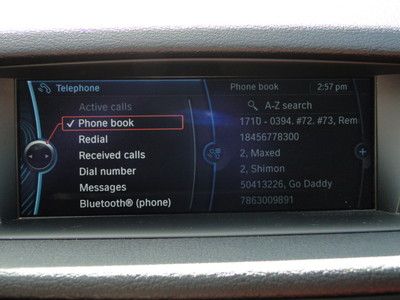 Telephone
Phone book
2:57 pm
Active calls
Phone book
Redial
Received calls
Dial number
Messages
Bluetooth® (phone)
A-Z search
1710 - 0394. #72. #73, Rem
18456778300
2, Maxed
2, Shimon
50413226, Go Daddy
7863009891